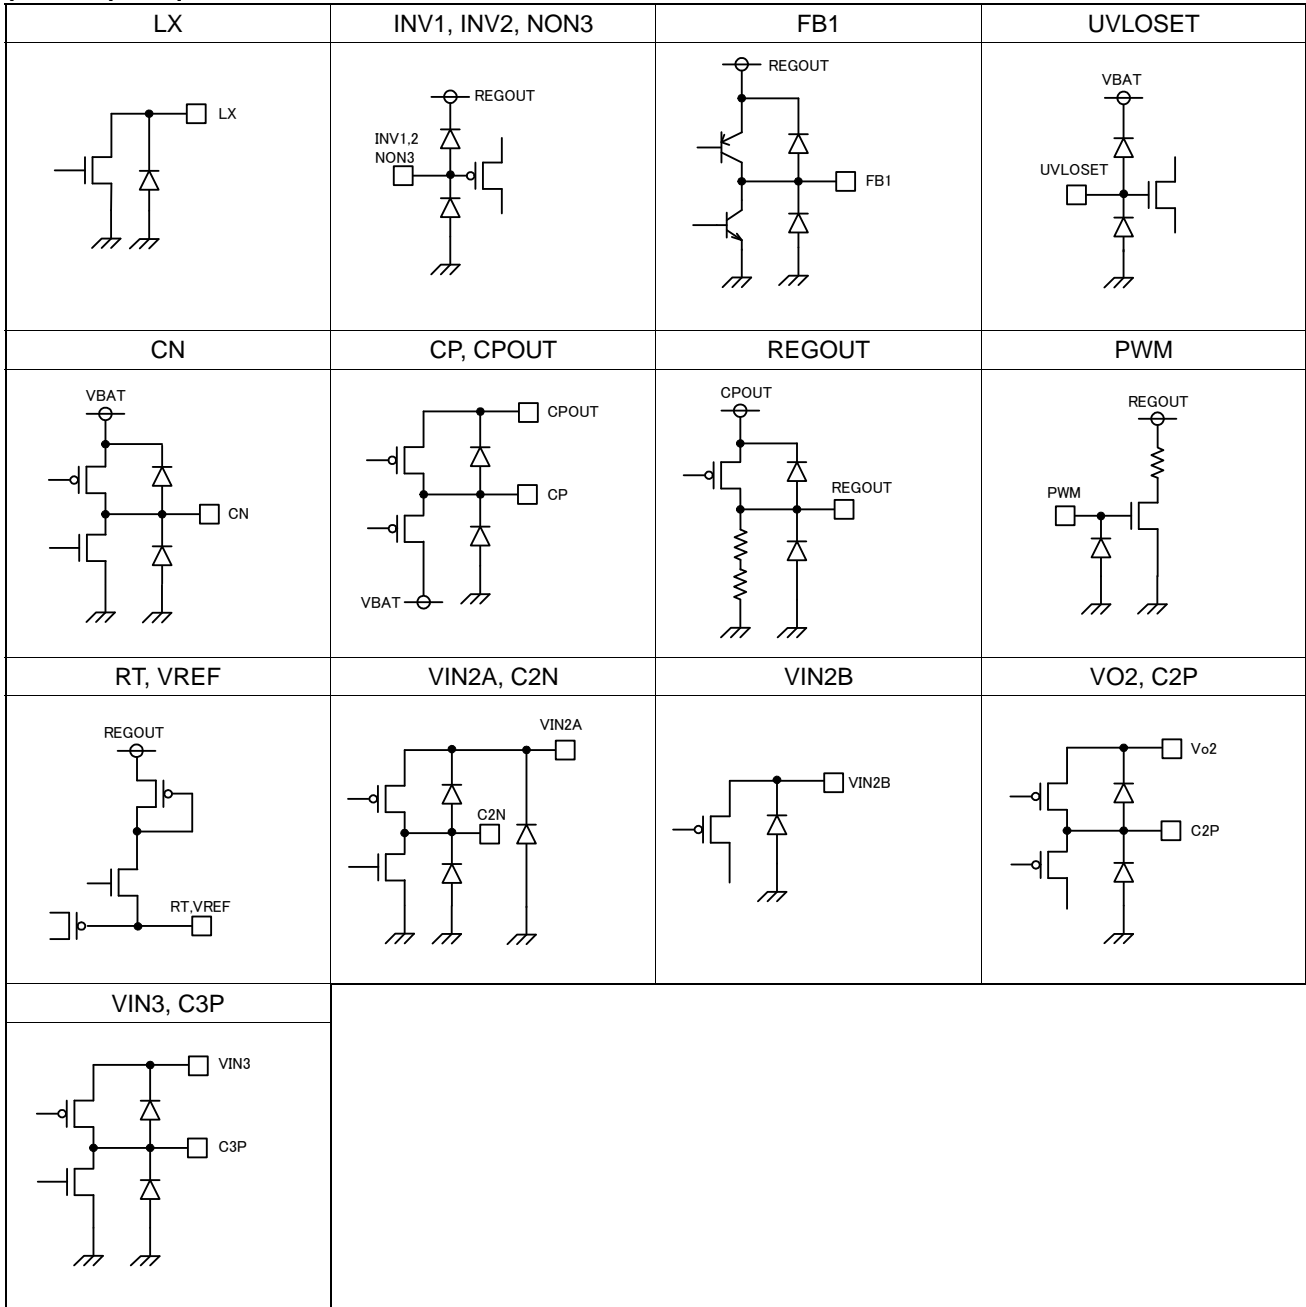 LX
INV1, INV2, NON3
FB1
UVLOSET
LX
REGOUT
INV1,2
NON3
REGOUT
FB1
VBAT
UVLOSET
CN
CP, CPOUT
REGOUT
PWM
VBAT
CN
CPOUT
CP
VBAT
CPOUT
REGOUT
REGOUT
PWM
RT, VREF
VIN2A, C2N
VIN2B
VO2, C2P
REGOUT
RT,VREF
VIN2A
C2N
VIN2B
Vo2
C2P
VIN3, C3P
VIN3
C3P